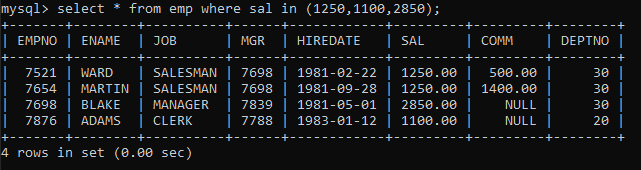 mysql> select * from emp where sal in (1250,1100,2850);
+-------+--------+----------+------+------------+---------+---------+--------+
| EMPNO | ENAME  | JOB      | MGR  | HIREDATE   | SAL     | COMM    | DEPTNO |
+-------+--------+----------+------+------------+---------+---------+--------+
|  7521 | WARD   | SALESMAN | 7698 | 1981-02-22 | 1250.00 |  500.00 |     30 |
|  7654 | MARTIN | SALESMAN | 7698 | 1981-09-28 | 1250.00 | 1400.00 |     30 |
|  7698 | BLAKE  | MANAGER  | 7839 | 1981-05-01 | 2850.00 |    NULL |     30 |
|  7876 | ADAMS  | CLERK    | 7788 | 1983-01-12 | 1100.00 |    NULL |     20 |
+-------+--------+----------+------+------------+---------+---------+--------+
4 rows in set (0.00 sec)